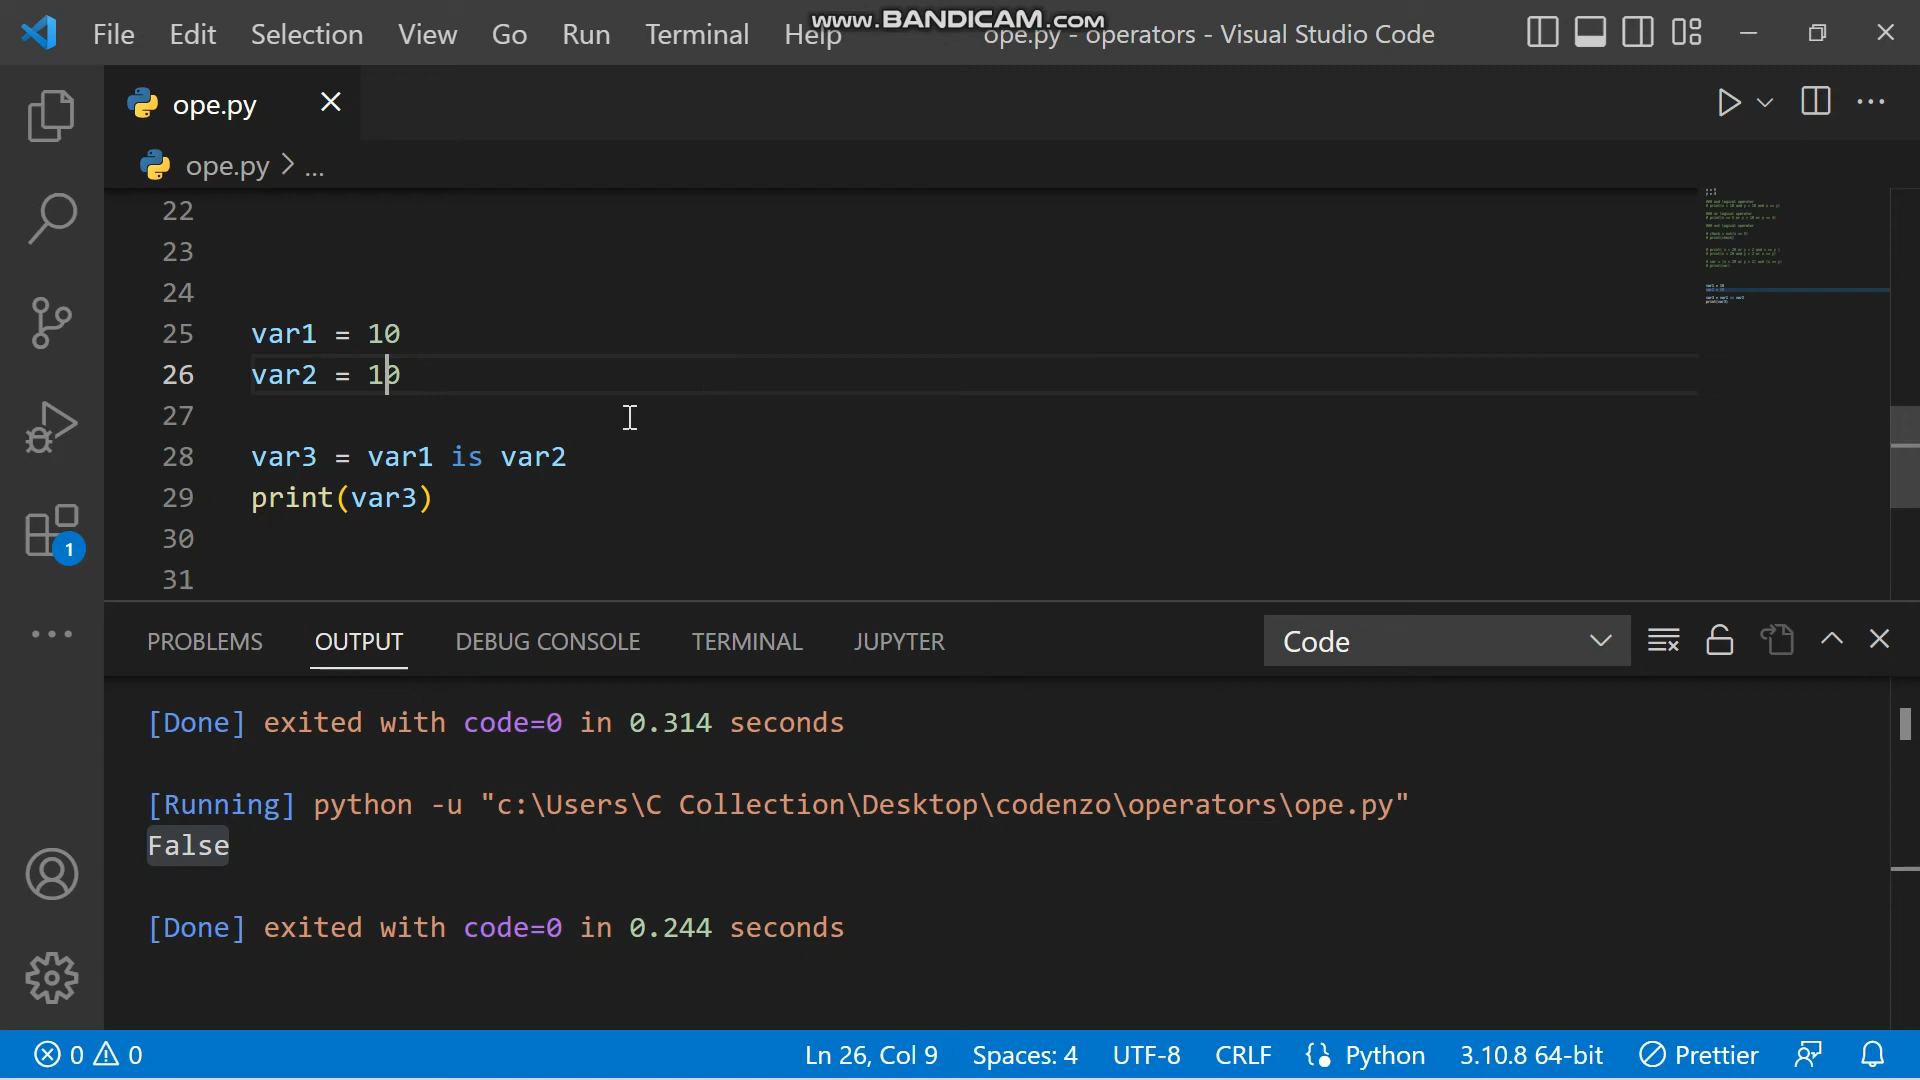 www.BANDICAM.com
File Edit Selection View Go Run Terminal Help ope.py - operators - Visual Studio Code
ope.py
ope.py > ...
22
23
24
25 var1 = 10
26 var2 = 10
27
28 var3 = var1 is var2
29 print(var3)
30
31
1
PROBLEMS OUTPUT DEBUG CONSOLE TERMINAL JUPYTER Code
[Done] exited with code=0 in 0.314 seconds
[Running] python -u "c:\Users\C Collection\Desktop\codenzo\operators\ope.py"
False
[Done] exited with code=0 in 0.244 seconds
0 0 Ln 26, Col 9 Spaces: 4 UTF-8 CRLF Python 3.10.8 64-bit Prettier